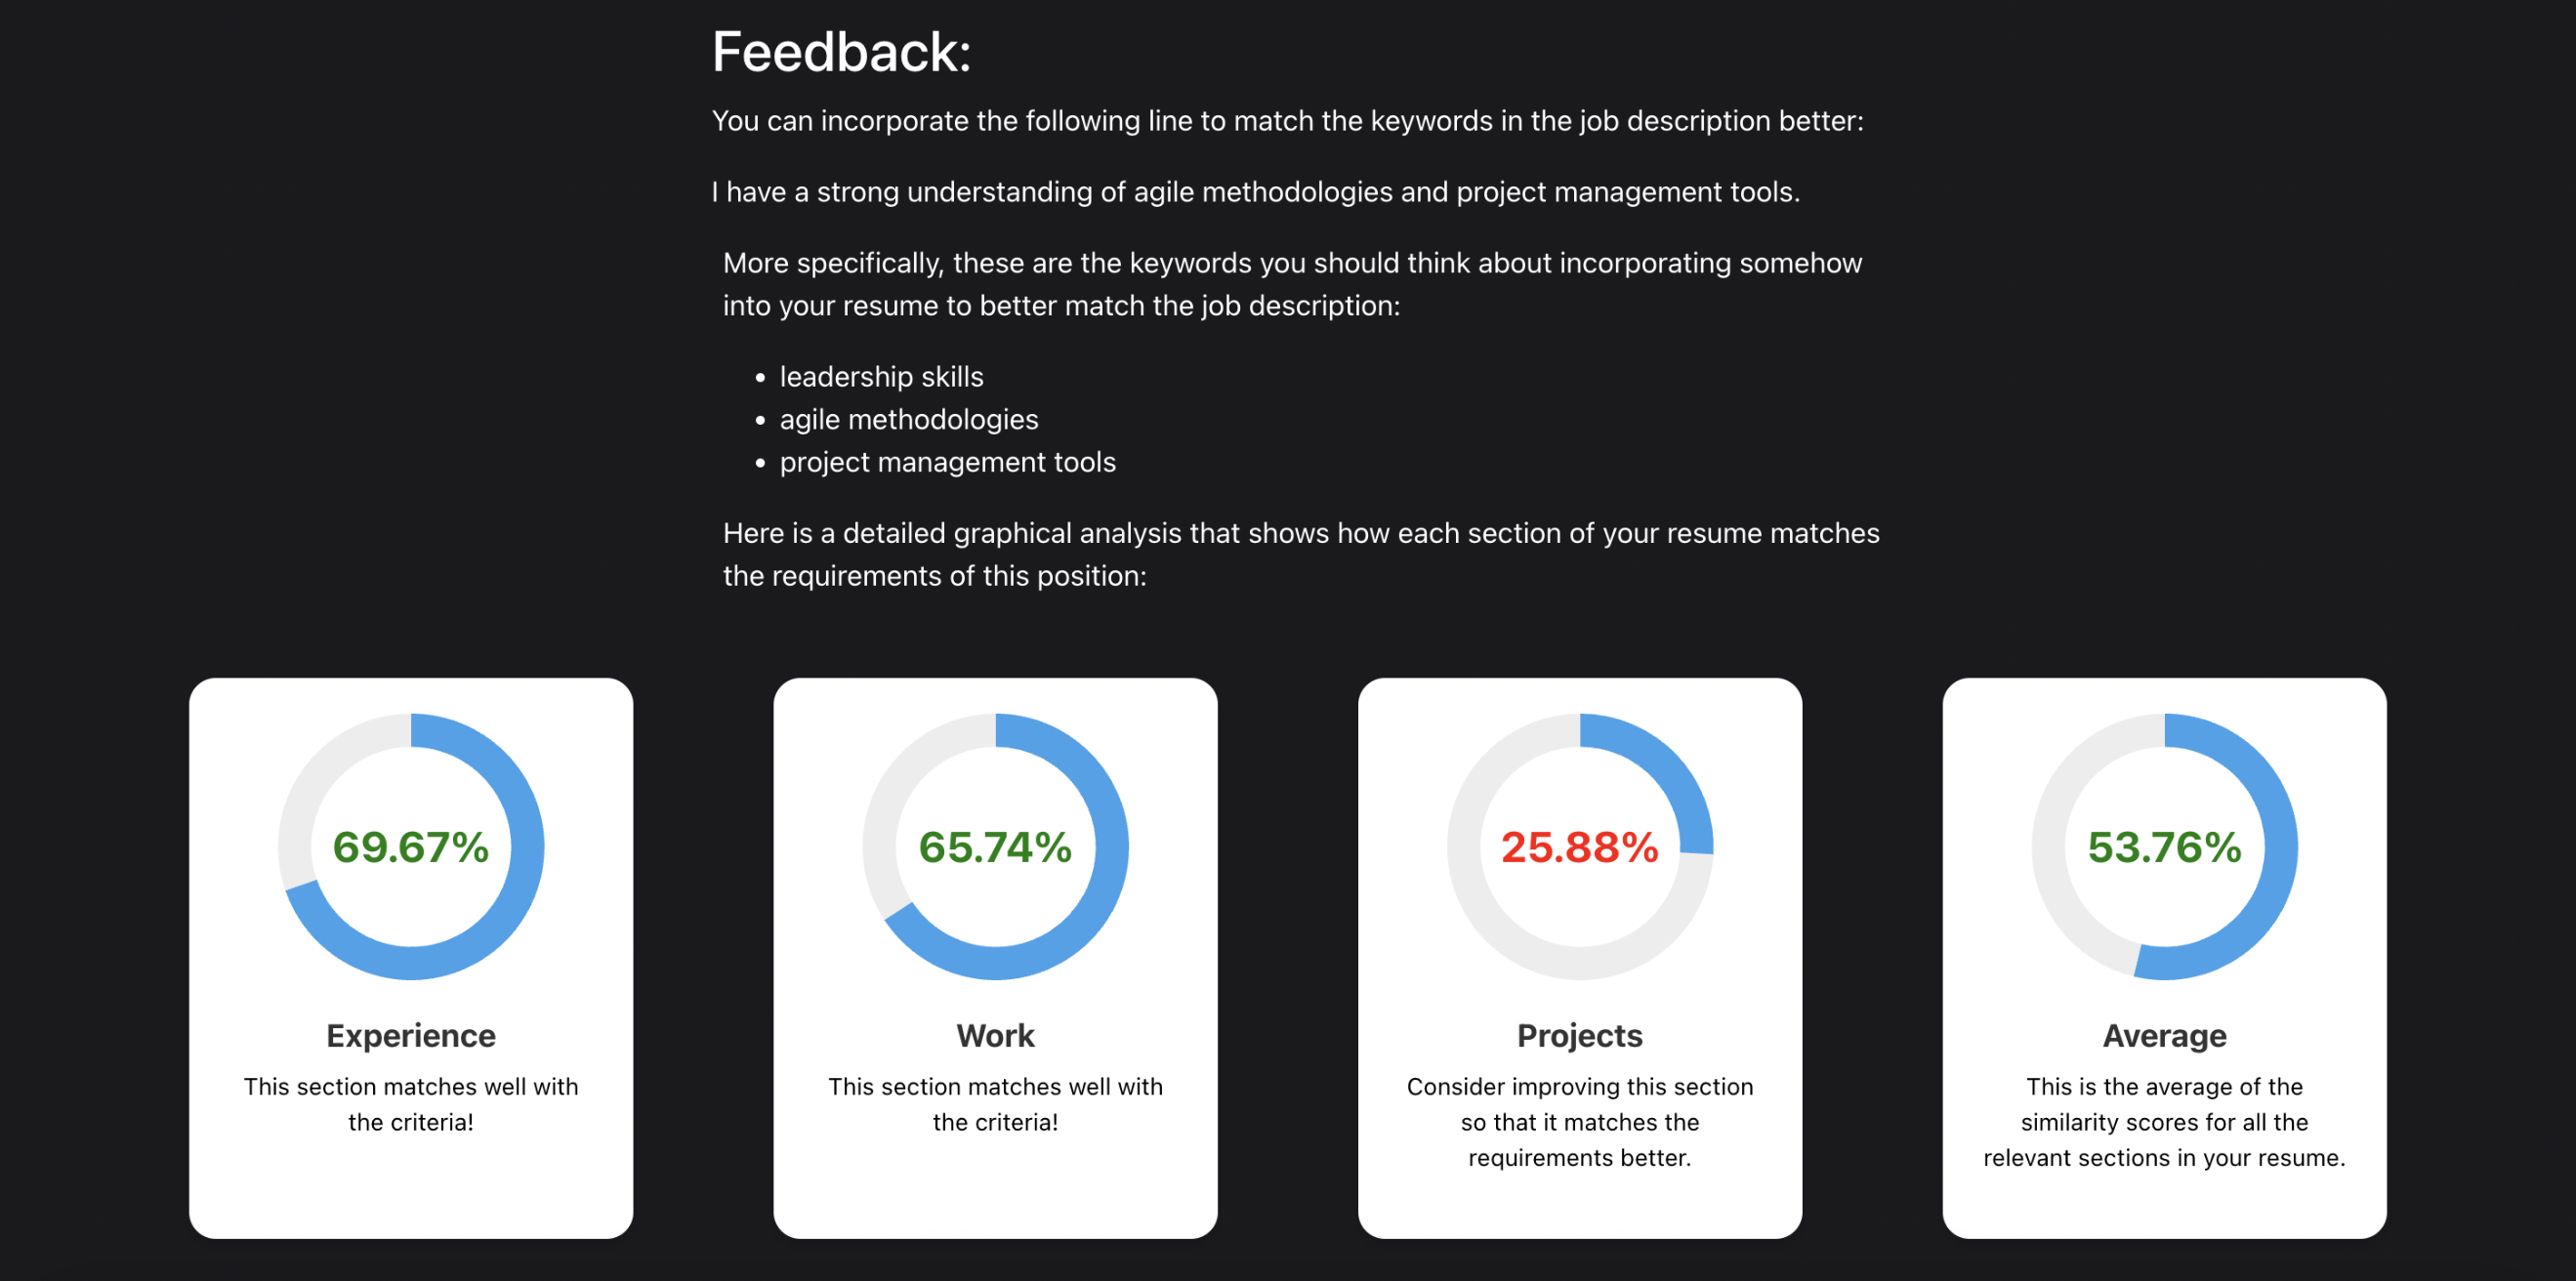 Feedback:
You can incorporate the following line to match the keywords in the job description better:
I have a strong understanding of agile methodologies and project management tools.
More specifically, these are the keywords you should think about incorporating somehow
into your resume to better match the job description:
• leadership skills
• agile methodologies
• project management tools
Here is a detailed graphical analysis that shows how each section of your resume matches
the requirements of this position:
69.67%
Experience
This section matches well with
the criteria!
65.74%
Work
This section matches well with
the criteria!
25.88%
Projects
Consider improving this section
so that it matches the
requirements better.
53.76%
Average
This is the average of the
similarity scores for all the
relevant sections in your resume.